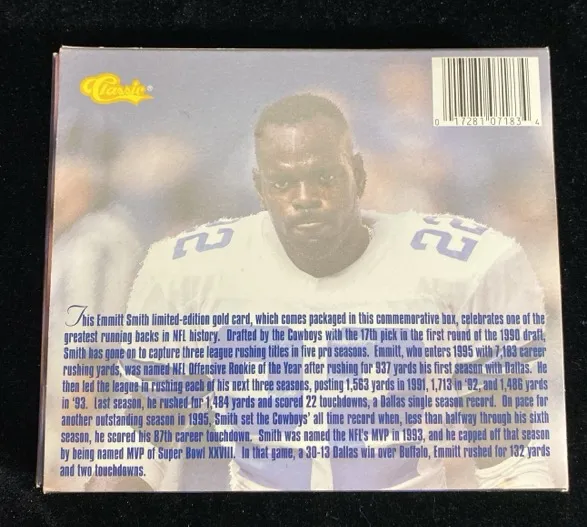 Classic®
0 17281 07183 4
22 22
This Emmitt Smith limited-edition gold card, which comes packaged in this commemorative box, celebrates one of the
greatest running backs in NFL history. Drafted by the Cowboys with the 17th pick in the first round of the 1990 draft,
Smith has gone on to capture three league rushing titles in five pro seasons. Emmitt, who enters 1995 with 7,183 career
rushing yards, was named NFL Offensive Rookie of the Year after rushing for 937 yards his first season with Dallas. He
then led the league in rushing each of his next three seasons, posting 1,563 yards in 1991, 1,713 in '92, and 1,486 yards
in '93. Last season, he rushed for 1,484 yards and scored 22 touchdowns, a Dallas single season record. On pace for
another outstanding season in 1995, Smith set the Cowboys' all time record when, less than halfway through his sixth
season, he scored his 87th career touchdown. Smith was named the NFL's MVP in 1993, and he capped off that season
by being named MVP of Super Bowl XXVIII. In that game, a 30-13 Dallas win over Buffalo, Emmitt rushed for 132 yards
and two touchdowns.